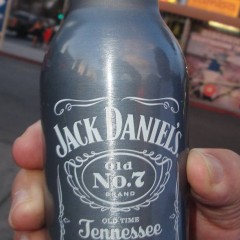 JACK DANIEL'S
Old
No.7
BRAND
OLD TIME
Tennessee